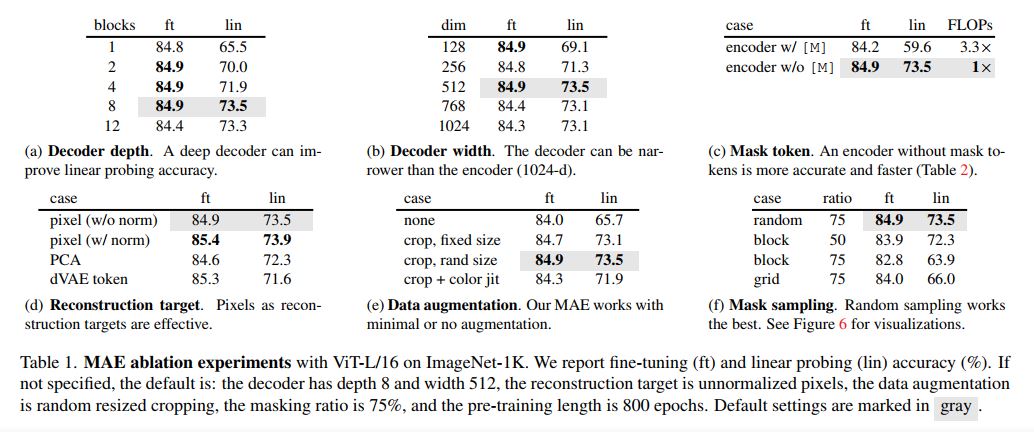 blocks ft lin
1 84.8 65.5
2 84.9 70.0
4 84.9 71.9
8 84.9 73.5
12 84.4 73.3
(a) Decoder depth. A deep decoder can im-
prove linear probing accuracy.
dim ft lin
128 84.9 69.1
256 84.8 71.3
512 84.9 73.5
768 84.4 73.1
1024 84.3 73.1
(b) Decoder width. The decoder can be nar-
rower than the encoder (1024-d).
case ft lin FLOPs
encoder w/ [M] 84.2 59.6 3.3×
encoder w/o [M] 84.9 73.5 1×
(c) Mask token. An encoder without mask to-
kens is more accurate and faster (Table 2).
case ft lin
pixel (w/o norm) 84.9 73.5
pixel (w/ norm) 85.4 73.9
PCA 84.6 72.3
dVAE token 85.3 71.6
(d) Reconstruction target. Pixels as recon-
struction targets are effective.
case ft lin
none 84.0 65.7
crop, fixed size 84.7 73.1
crop, rand size 84.9 73.5
crop + color jit 84.3 71.9
(e) Data augmentation. Our MAE works with
minimal or no augmentation.
case ratio ft lin
random 75 84.9 73.5
block 50 83.9 72.3
block 75 82.8 63.9
grid 75 84.0 66.0
(f) Mask sampling. Random sampling works
the best. See Figure 6 for visualizations.
Table 1. MAE ablation experiments with ViT-L/16 on ImageNet-1K. We report fine-tuning (ft) and linear probing (lin) accuracy (%). If
not specified, the default is: the decoder has depth 8 and width 512, the reconstruction target is unnormalized pixels, the data augmentation
is random resized cropping, the masking ratio is 75%, and the pre-training length is 800 epochs. Default settings are marked in gray .